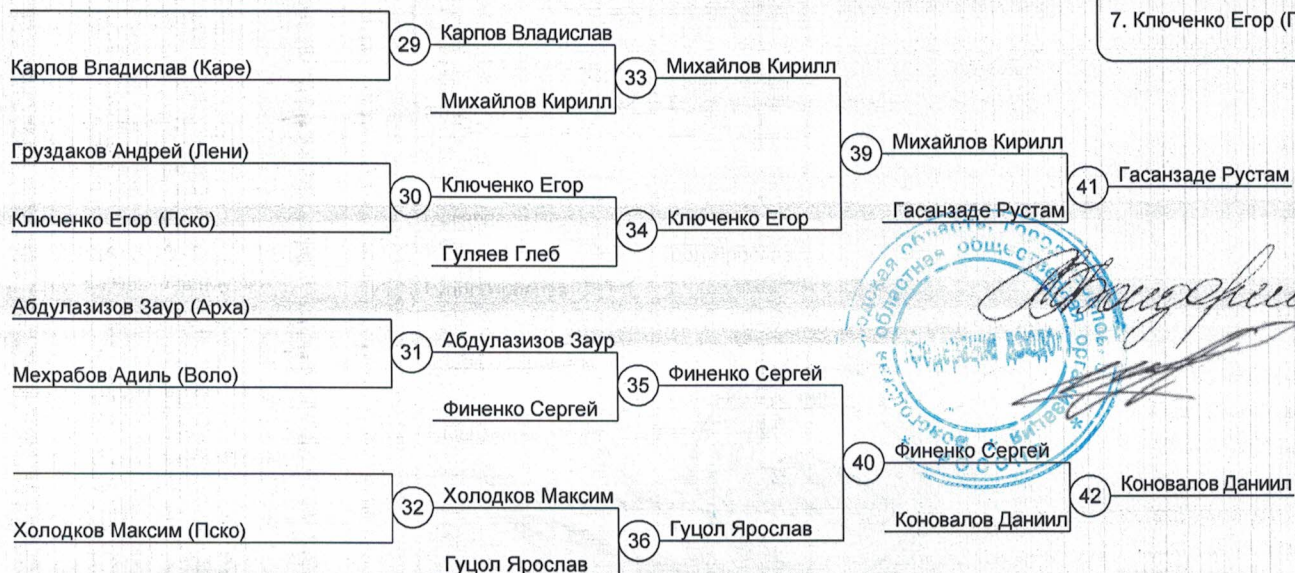 7. Ключенко Егор (П
Карпов Владислав (Каре)
29
Карпов Владислав
Михайлов Кирилл
33
Михайлов Кирилл
Груздаков Андрей (Лени)
Ключенко Егор (Пско)
30
Ключенко Егор
Гуляев Глеб
34
Ключенко Егор
39
Михайлов Кирилл
Гасанзаде Рустам
41
Гасанзаде Рустам
Абдулазизов Заур (Арха)
Мехрабов Адиль (Воло)
31
Абдулазизов Заур
Финенко Сергей
35
Финенко Сергей
Холодков Максим (Пско)
32
Холодков Максим
Гуцол Ярослав
36
Гуцол Ярослав
40
Финенко Сергей
Коновалов Даниил
42
Коновалов Даниил